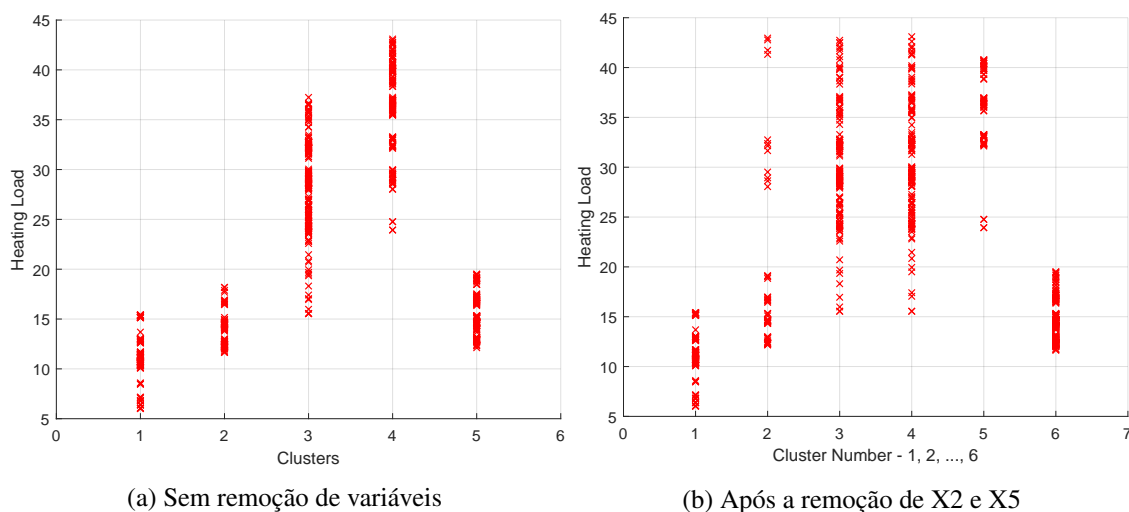 45
40
35
30
25
20
15
10
5
Heating Load
0 1 2 3 4 5 6
Clusters
(a) Sem remoção de variáveis
45
40
35
30
25
20
15
10
5
Heating Load
0 1 2 3 4 5 6 7
Cluster Number - 1, 2, ..., 6
(b) Após a remoção de X2 e X5